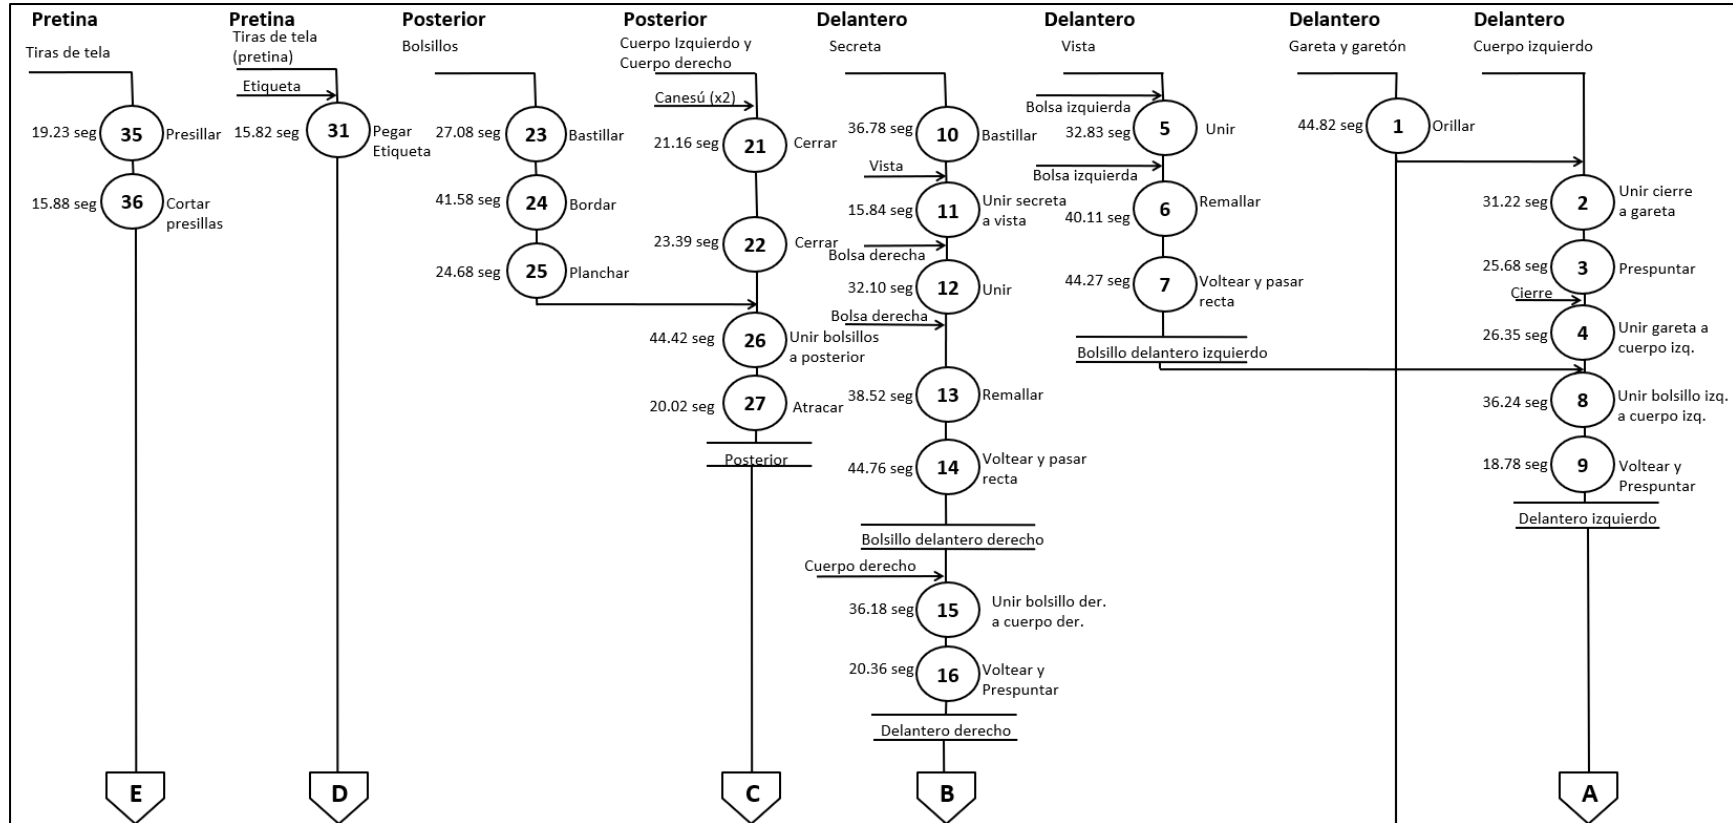 Pretina
Tiras de tela
19.23 seg
35
Presillar
15.88 seg
36
Cortar
presillas
E
Pretina
Tiras de tela
(pretina)
Etiqueta
15.82 seg
31
Pegar
Etiqueta
D
Posterior
Bolsillos
27.08 seg
23
Bastillar
41.58 seg
24
Bordar
24.68 seg
25
Planchar
Posterior
Cuerpo Izquierdo y
Cuerpo derecho
Canesú (x2)
21.16 seg
21
Cerrar
23.39 seg
22
Cerrar
44.42 seg
26
Unir bolsillos
a posterior
20.02 seg
27
Atracar
Posterior
C
Delantero
Secreta
36.78 seg
10
Bastillar
Vista
15.84 seg
11
Unir secreta
a vista
Bolsa derecha
32.10 seg
12
Unir
Bolsa derecha
38.52 seg
13
Remallar
44.76 seg
14
Voltear y pasar
recta
Bolsillo delantero derecho
Cuerpo derecho
36.18 seg
15
Unir bolsillo der.
a cuerpo der.
20.36 seg
16
Voltear y
Prespuntar
Delantero derecho
B
Delantero
Vista
Bolsa izquierda
32.83 seg
5
Unir
Bolsa izquierda
40.11 seg
6
Remallar
44.27 seg
7
Voltear y pasar
recta
Bolsillo delantero izquierdo
Delantero
Gareta y garetón
44.82 seg
1
Orillar
Delantero
Cuerpo izquierdo
31.22 seg
2
Unir cierre
a gareta
25.68 seg
3
Prespuntar
Cierre
26.35 seg
4
Unir gareta a
cuerpo izq.
36.24 seg
8
Unir bolsillo izq.
a cuerpo izq.
18.78 seg
9
Voltear y
Prespuntar
Delantero izquierdo
A